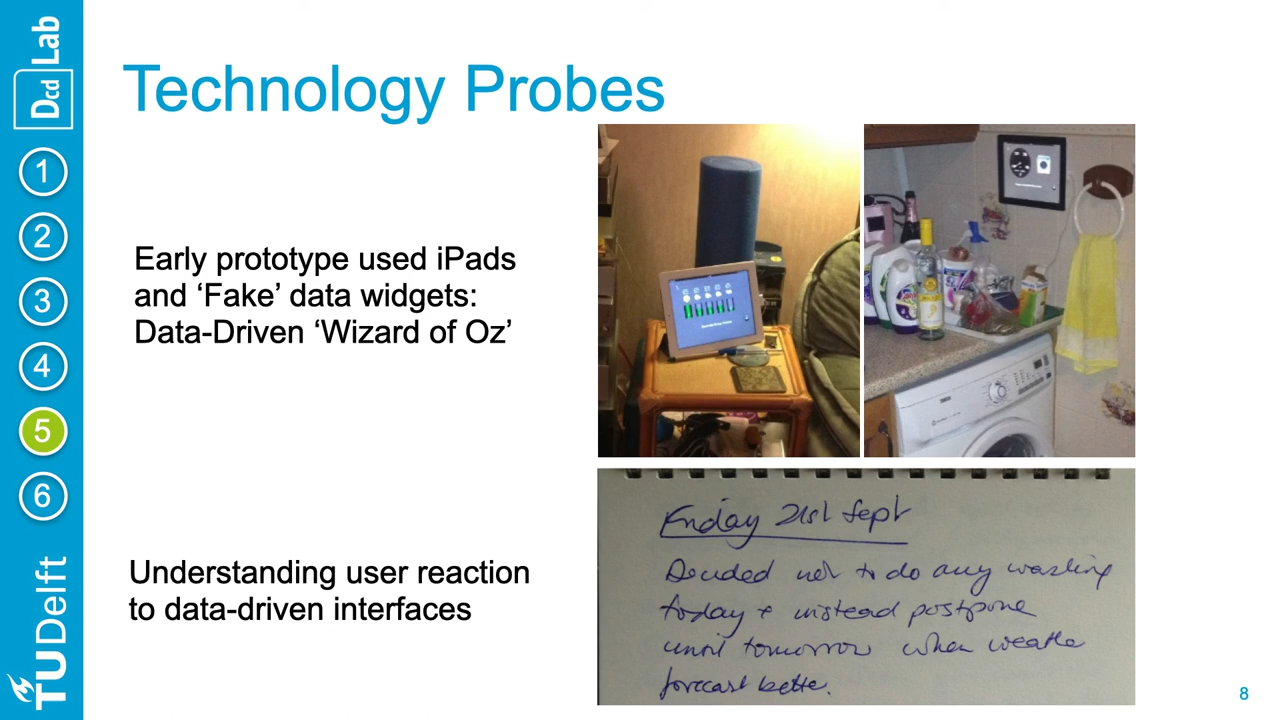 Dcd Lab
1
2
3
4
5
6
TUDelft
Technology Probes
Early prototype used iPads
and ‘Fake’ data widgets:
Data-Driven ‘Wizard of Oz’
Understanding user reaction
to data-driven interfaces
Friday 21st Sept
Decided not to do any washing
today + instead postpone
until tomorrow when weather
forecast better.
8